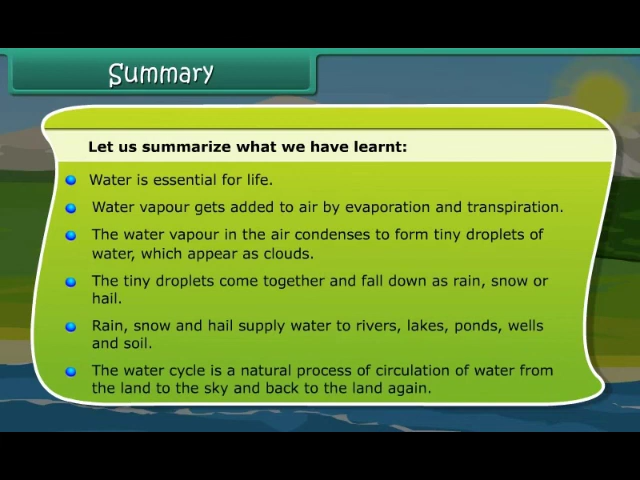 Summary
Let us summarize what we have learnt:
Water is essential for life.
Water vapour gets added to air by evaporation and transpiration.
The water vapour in the air condenses to form tiny droplets of
water, which appear as clouds.
The tiny droplets come together and fall down as rain, snow or
hail.
Rain, snow and hail supply water to rivers, lakes, ponds, wells
and soil.
The water cycle is a natural process of circulation of water from
the land to the sky and back to the land again.